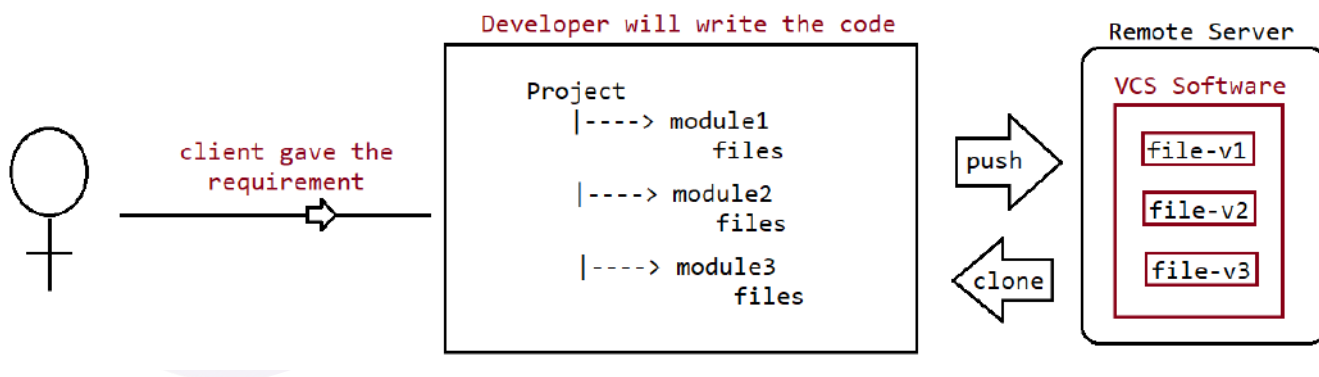 Developer will write the code
Remote Server
VCS Software
Project
|----> module1
files
|----> module2
files
|----> module3
files
client gave the
requirement
push
clone
file-v1
file-v2
file-v3